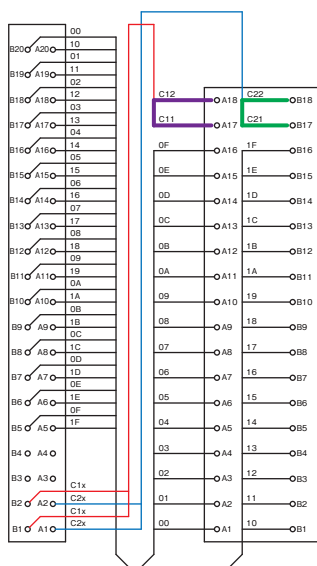 00
B20 A20 10
01
B19 A19 11
02
B18 A18 12
03
B17 A17 13
04
B16 A16 14
05
B15 A15 15
06
B14 A14 16
07
B13 A13 17
08
B12 A12 18
09
B11 A11 19
0A
B10 A10 1A
0B
B9 A9 1B
0C
B8 A8 1C
0D
B7 A7 1D
0E
B6 A6 1E
0F
B5 A5 1F
B4 A4
B3 A3
C1x
B2 A2 C2x
C1x
B1 A1 C2x
C12 A18 C22 B18
C11 A17 C21 B17
0F A16 1F B16
0E A15 1E B15
0D A14 1D B14
0C A13 1C B13
0B A12 1B B12
0A A11 1A B11
09 A10 19 B10
08 A9 18 B9
07 A8 17 B8
06 A7 16 B7
05 A6 15 B6
04 A5 14 B5
03 A4 13 B4
02 A3 12 B3
01 A2 11 B2
00 A1 10 B1